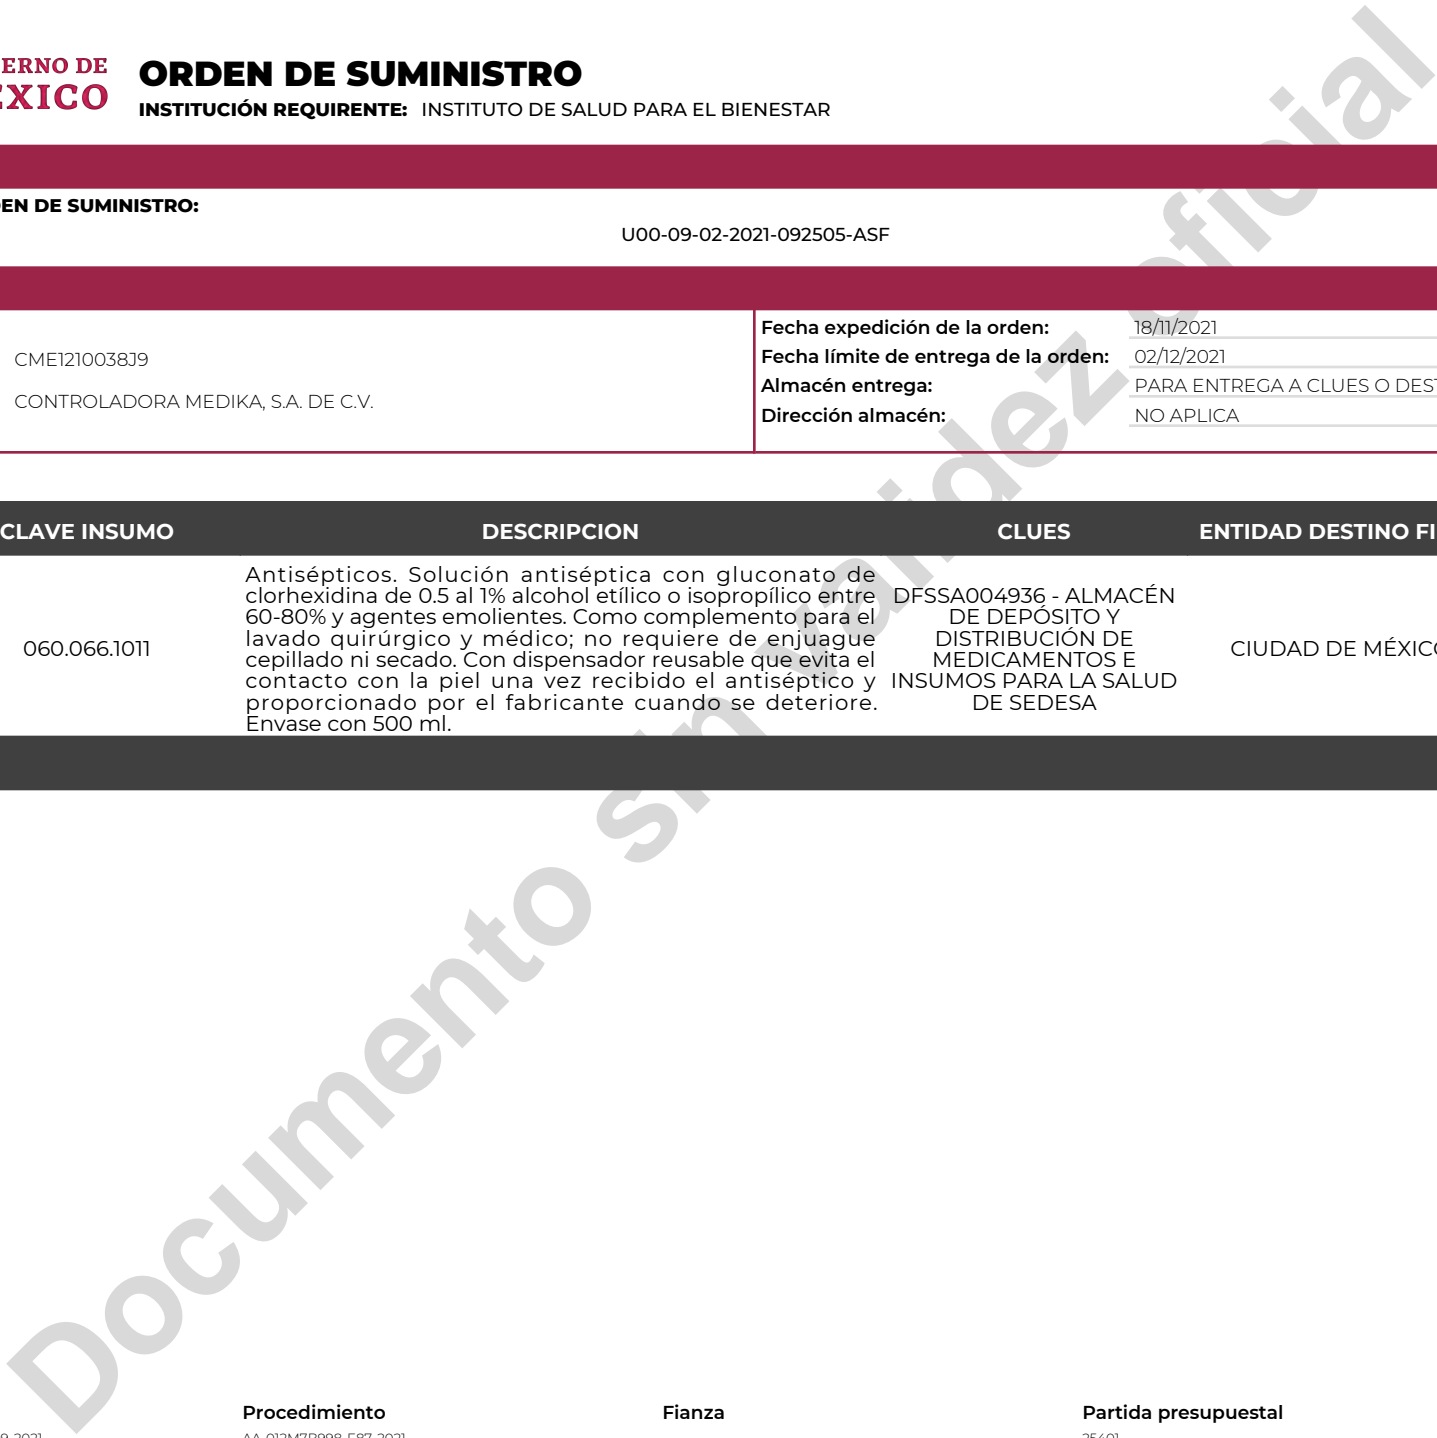 ERNO DE
XICO
ORDEN DE SUMINISTRO
INSTITUCIÓN REQUIRENTE: INSTITUTO DE SALUD PARA EL BIENESTAR
EN DE SUMINISTRO:
U00-09-02-2021-092505-ASF
CME1210038J9
CONTROLADORA MEDIKA, S.A. DE C.V.
Fecha expedición de la orden: 18/11/2021
Fecha límite de entrega de la orden: 02/12/2021
Almacén entrega: PARA ENTREGA A CLUES O DEST
Dirección almacén: NO APLICA
CLAVE INSUMO DESCRIPCION CLUES ENTIDAD DESTINO FI
060.066.1011
Antisépticos. Solución antiséptica con gluconato de
clorhexidina de 0.5 al 1% alcohol etílico o isopropílico entre
60-80% y agentes emolientes. Como complemento para el
lavado quirúrgico y médico; no requiere de enjuague
cepillado ni secado. Con dispensador reusable que evita el
contacto con la piel una vez recibido el antiséptico y
proporcionado por el fabricante cuando se deteriore.
Envase con 500 ml.
DFSSA004936 - ALMACÉN
DE DEPÓSITO Y
DISTRIBUCIÓN DE
MEDICAMENTOS E
INSUMOS PARA LA SALUD
DE SEDESA
CIUDAD DE MÉXICO
Documento sin validez oficial
Procedimiento Fianza Partida presupuestal